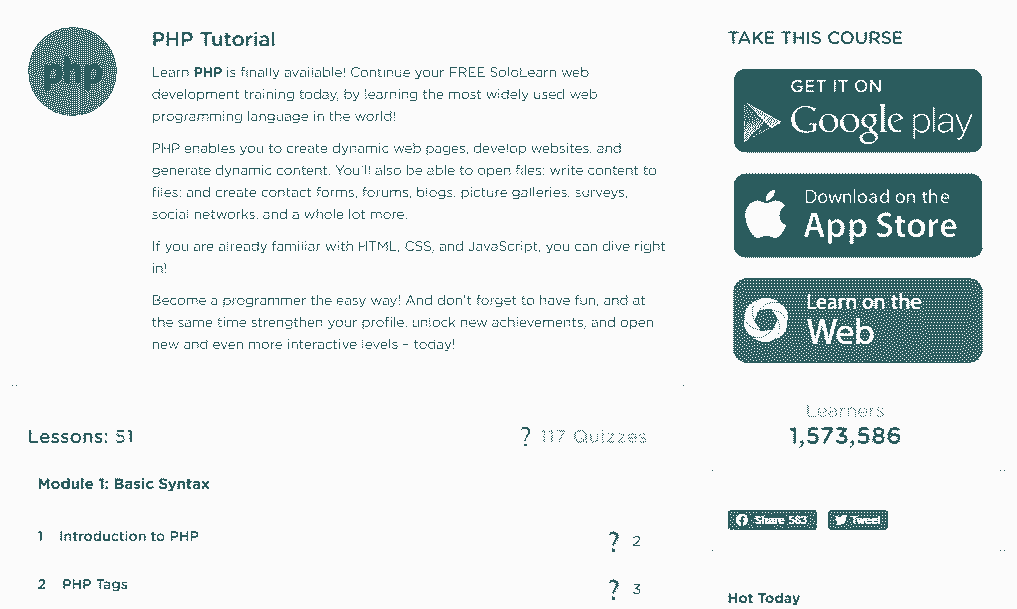 php
PHP Tutorial
Learn PHP is finally available! Continue your FREE SoloLearn web
development training today, by learning the most widely used web
programming language in the world!
PHP enables you to create dynamic web pages, develop websites, and
generate dynamic content. You'll also be able to open files; write content to
files; and create contact forms, forums, blogs, picture galleries, surveys,
social networks, and a whole lot more.
If you are already familiar with HTML, CSS, and JavaScript, you can dive right
in!
Become a programmer the easy way! And don't forget to have fun, and at
the same time strengthen your profile, unlock new achievements, and open
new and even more interactive levels – today!
Lessons: 51
? 117 Quizzes
Module 1: Basic Syntax
1 Introduction to PHP
? 2
2 PHP Tags
? 3
TAKE THIS COURSE
GET IT ON
Google play
Download on the
App Store
Learn on the
Web
Learners
1,573,586
Share 583
Tweet
Hot Today